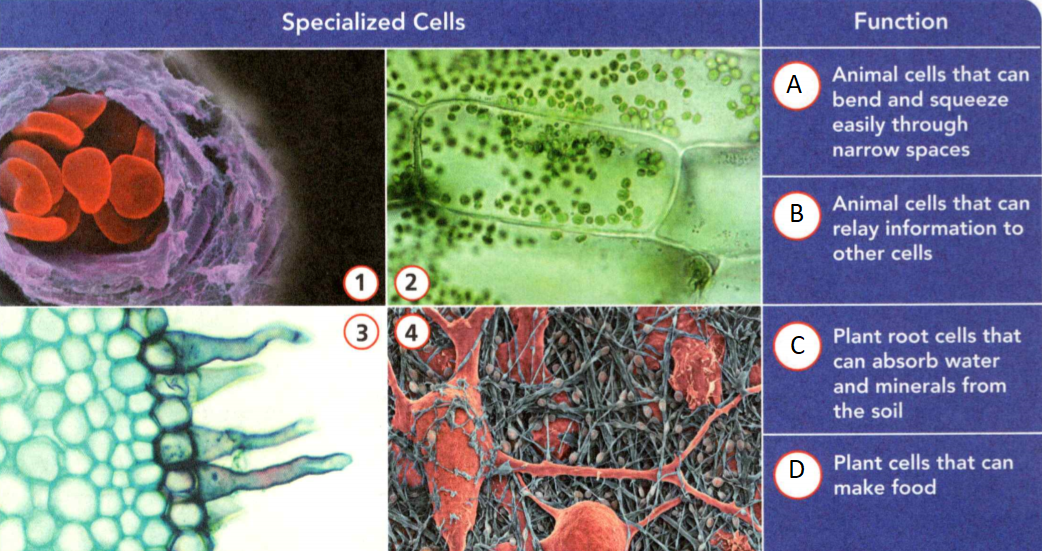 Specialized Cells
Function
1
2
3
4
A
Animal cells that can
bend and squeeze
easily through
narrow spaces
B
Animal cells that can
relay information to
other cells
C
Plant root cells that
can absorb water
and minerals from
the soil
D
Plant cells that can
make food